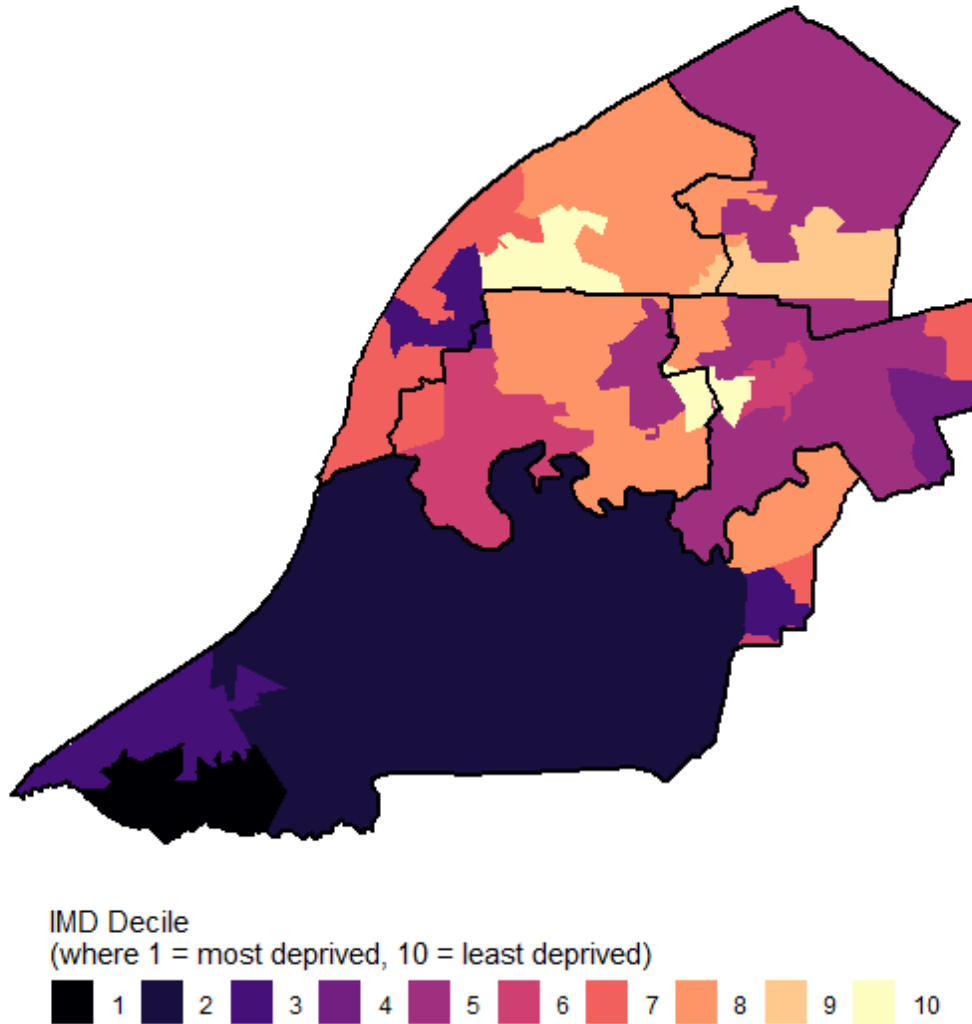 IMD Decile
(where 1 = most deprived, 10 = least deprived)
1 2 3 4 5 6 7 8 9 10